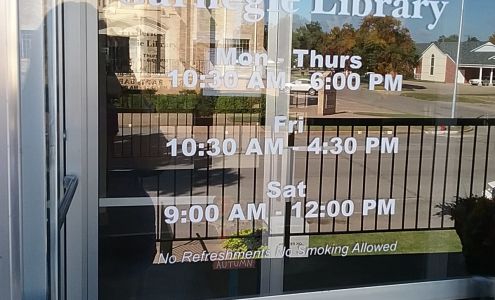 Carnegie Library
Mon - Thurs
10:30 AM - 6:00 PM
Fri
10:30 AM - 4:30 PM
Sat
9:00 AM - 12:00 PM
No Refreshments No Smoking Allowed
AUTUMN